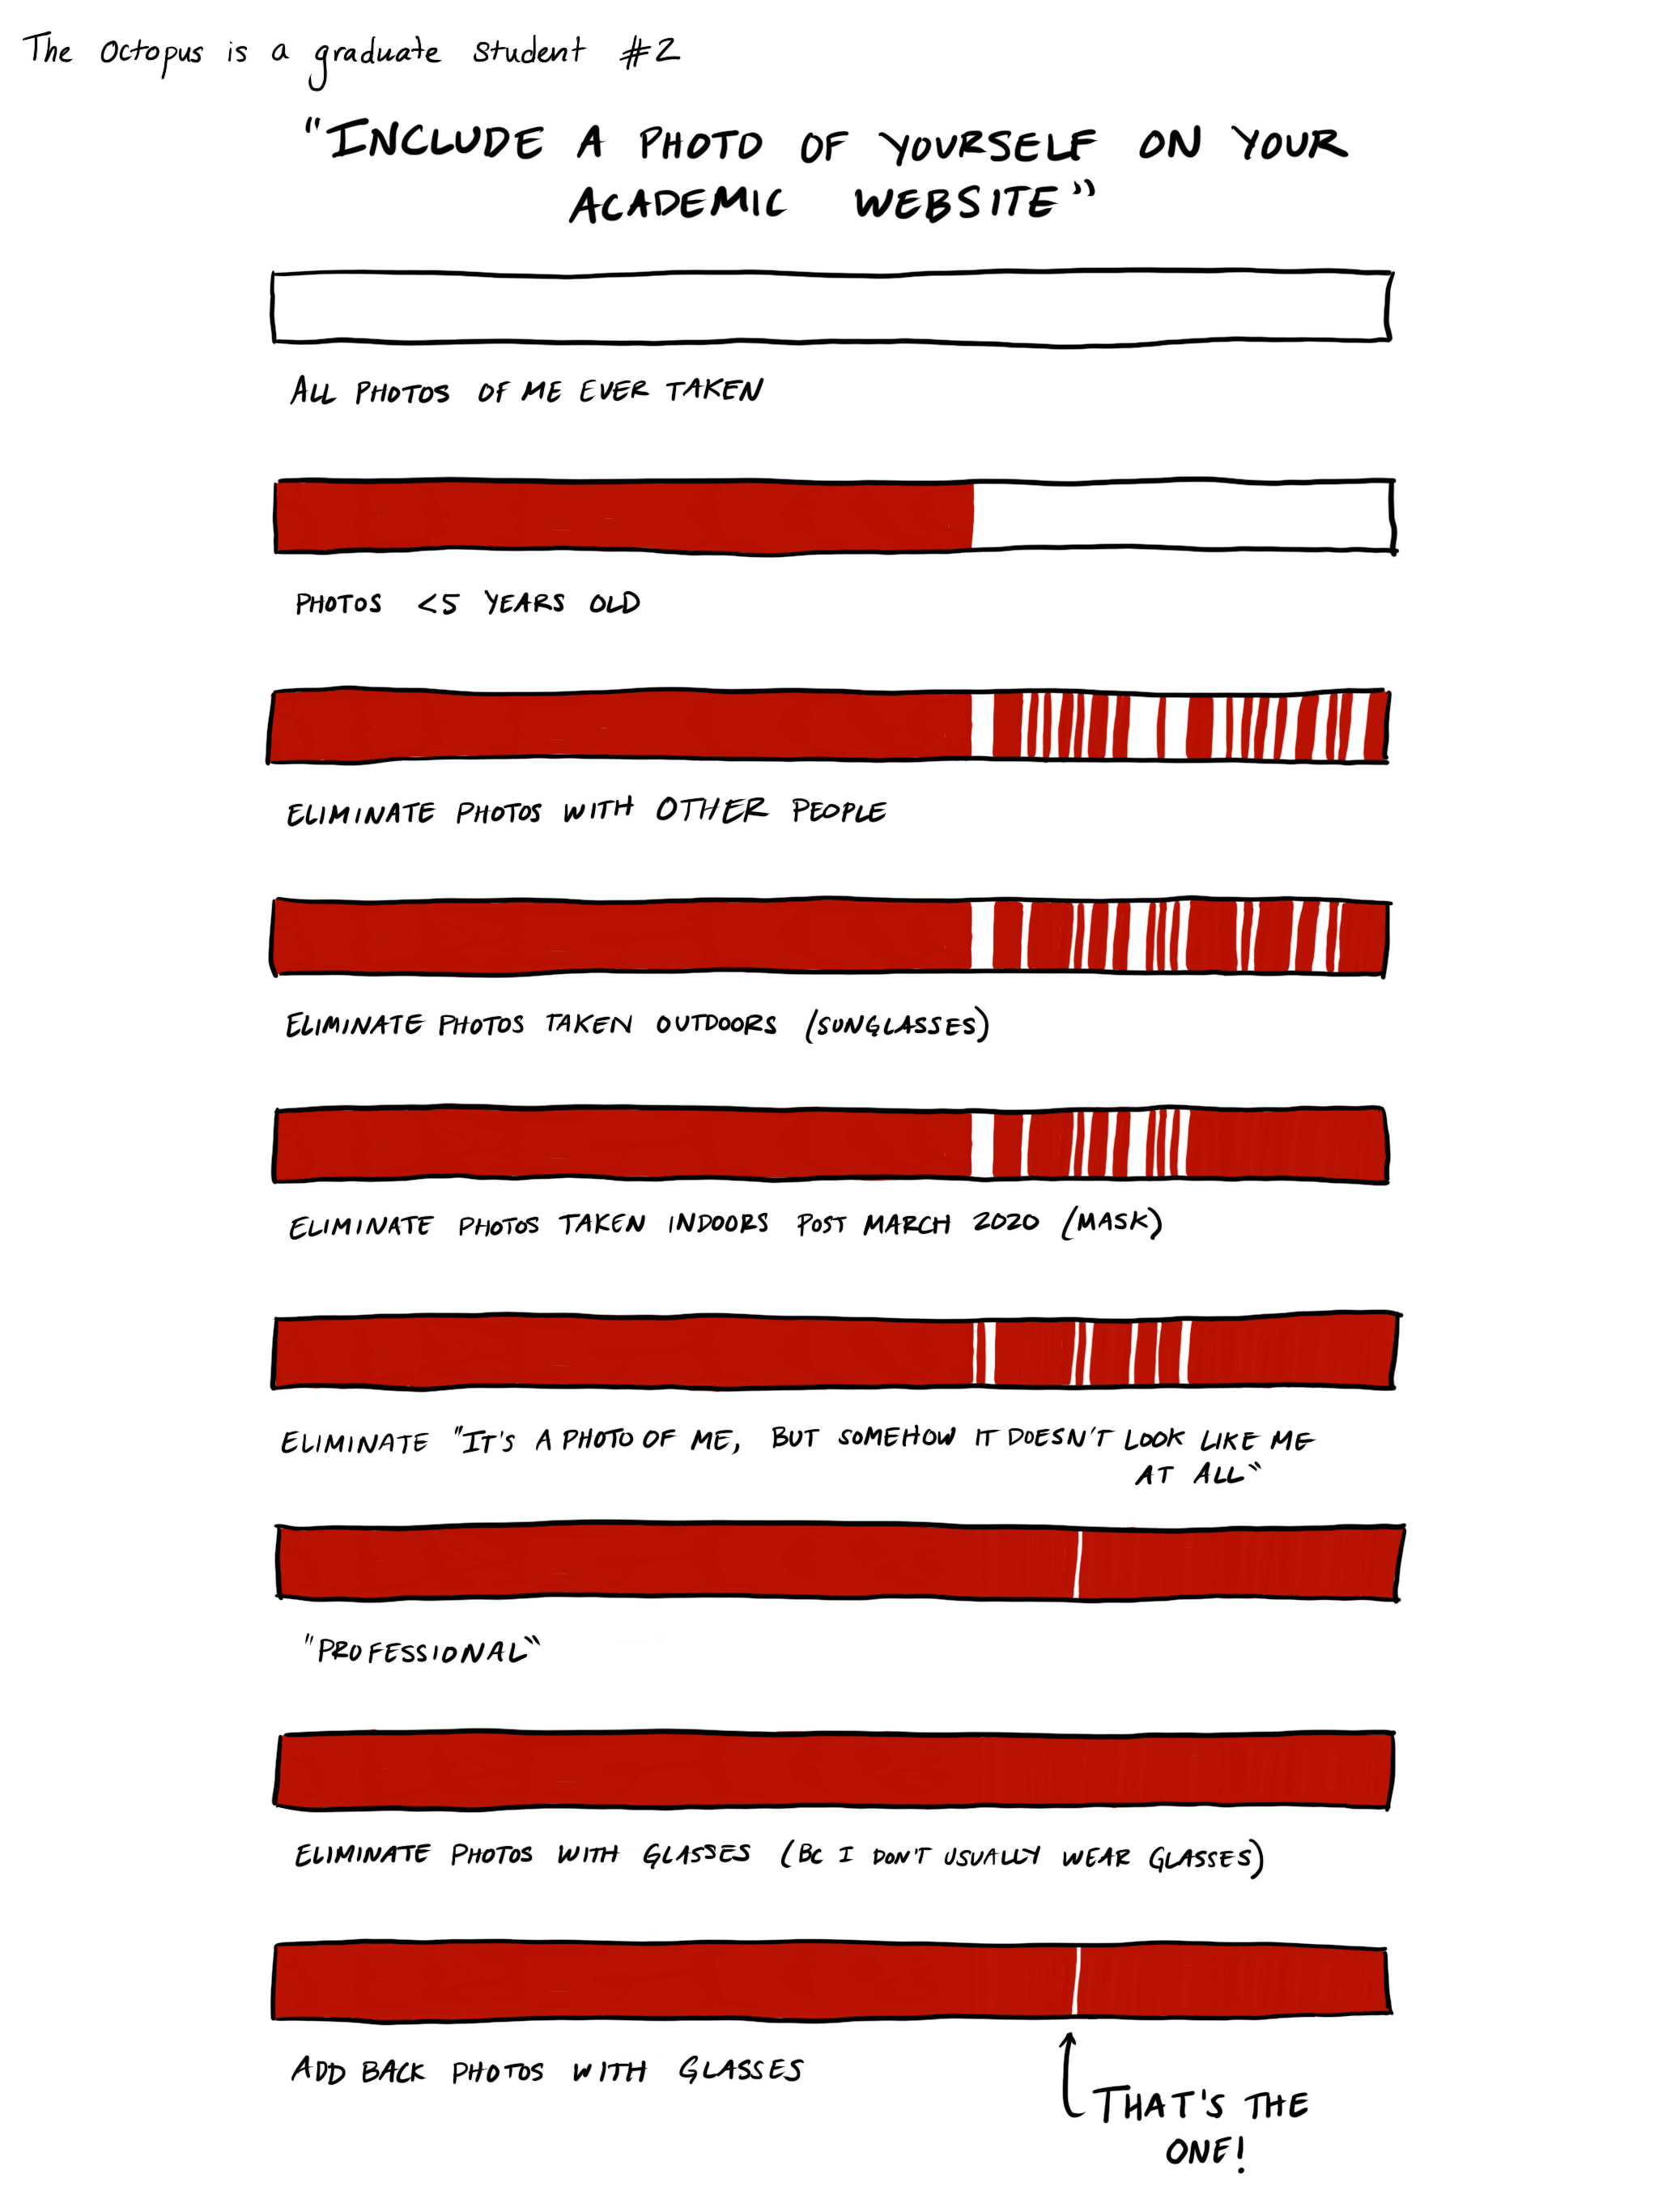 The Octopus is a graduate student #2
"INCLUDE A PHOTO OF YOURSELF ON YOUR
ACADEMIC WEBSITE"
ALL PHOTOS OF ME EVER TAKEN
PHOTOS <5 YEARS OLD
ELIMINATE PHOTOS WITH OTHER PEOPLE
ELIMINATE PHOTOS TAKEN OUTDOORS (SUNGLASSES)
ELIMINATE PHOTOS TAKEN INDOORS POST MARCH 2020 (MASK)
ELIMINATE "IT'S A PHOTO OF ME, BUT SOMEHOW IT DOESN'T LOOK LIKE ME
AT ALL"
"PROFESSIONAL"
ELIMINATE PHOTOS WITH GLASSES (BC I DON'T USUALLY WEAR GLASSES)
ADD BACK PHOTOS WITH GLASSES
THAT'S THE
ONE!